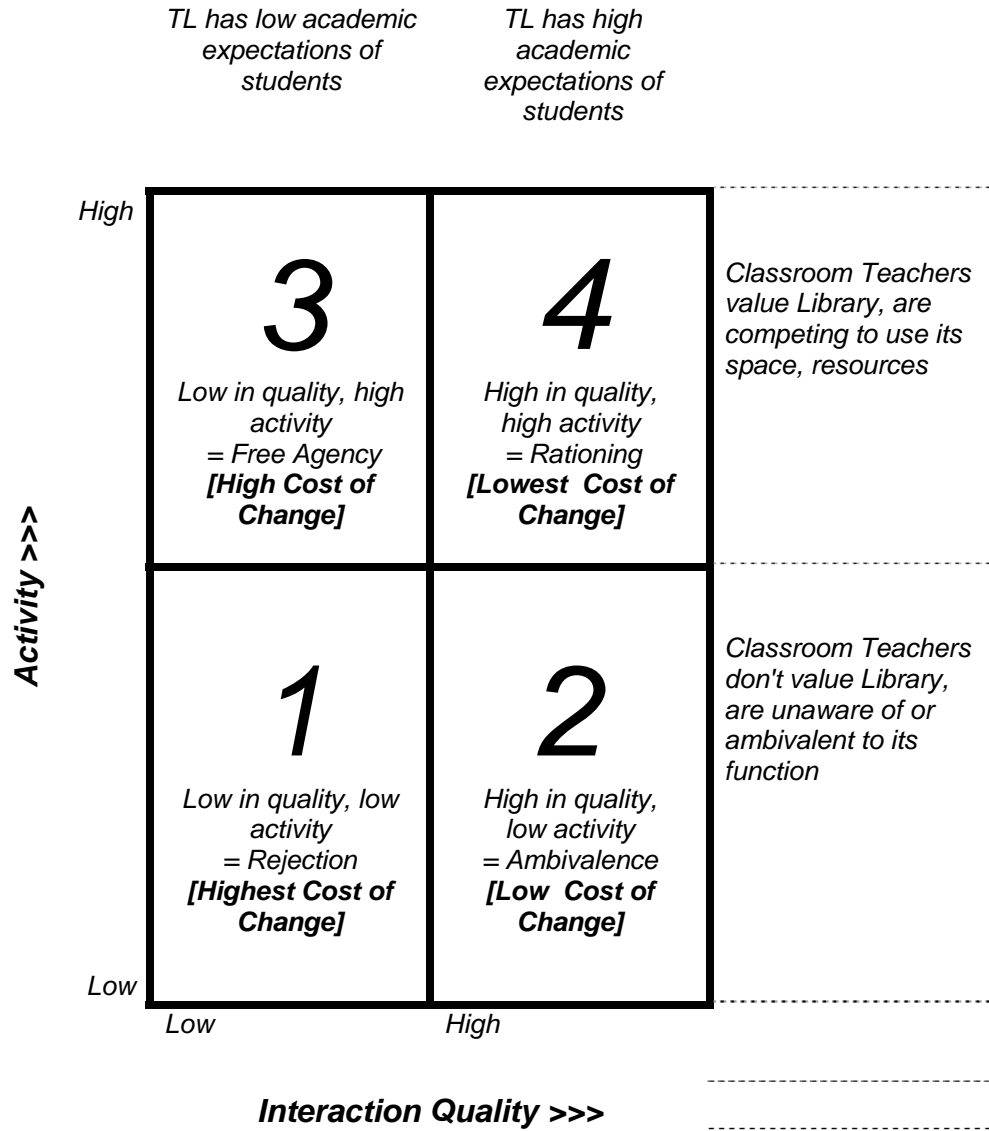 TL has low academic
expectations of
students
TL has high
academic
expectations of
students
High
3
Low in quality, high
activity
= Free Agency
[High Cost of
Change]
4
High in quality,
high activity
= Rationing
[Lowest  Cost of
Change]
Classroom Teachers
value Library, are
competing to use its
space, resources
Activity >>>
1
Low in quality, low
activity
= Rejection
[Highest Cost of
Change]
2
High in quality,
low activity
= Ambivalence
[Low  Cost of
Change]
Classroom Teachers
don't value Library,
are unaware of or
ambivalent to its
function
Low
Low
High
Interaction Quality >>>